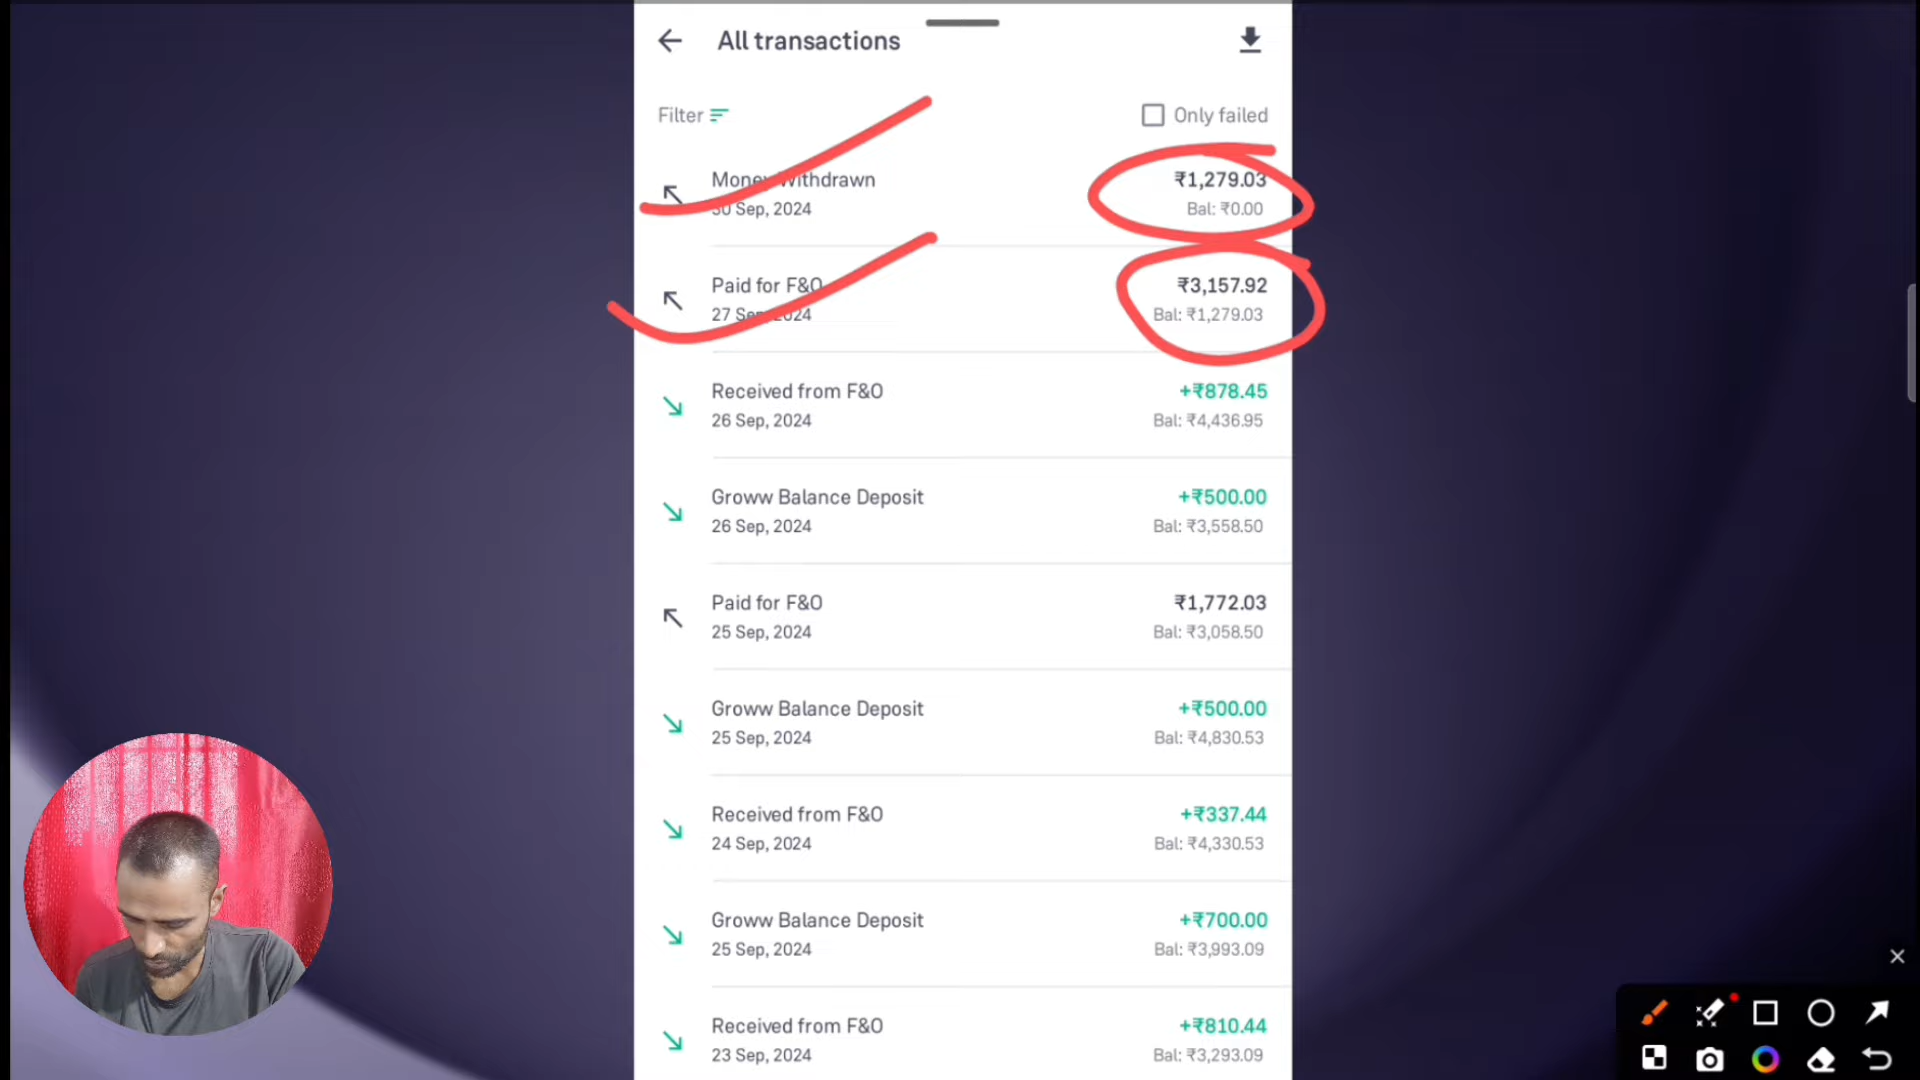 All transactions
Filter
Only failed
Money Withdrawn
₹1,279.03
30 Sep, 2024
Bal: ₹0.00
Paid for F&O
₹3,157.92
27 Sep, 2024
Bal: ₹1,279.03
Received from F&O
+₹878.45
26 Sep, 2024
Bal: ₹4,436.95
Groww Balance Deposit
+₹500.00
26 Sep, 2024
Bal: ₹3,558.50
Paid for F&O
₹1,772.03
25 Sep, 2024
Bal: ₹3,058.50
Groww Balance Deposit
+₹500.00
25 Sep, 2024
Bal: ₹4,830.53
Received from F&O
+₹337.44
24 Sep, 2024
Bal: ₹4,330.53
Groww Balance Deposit
+₹700.00
25 Sep, 2024
Bal: ₹3,993.09
Received from F&O
+₹810.44
23 Sep, 2024
Bal: ₹3,293.09